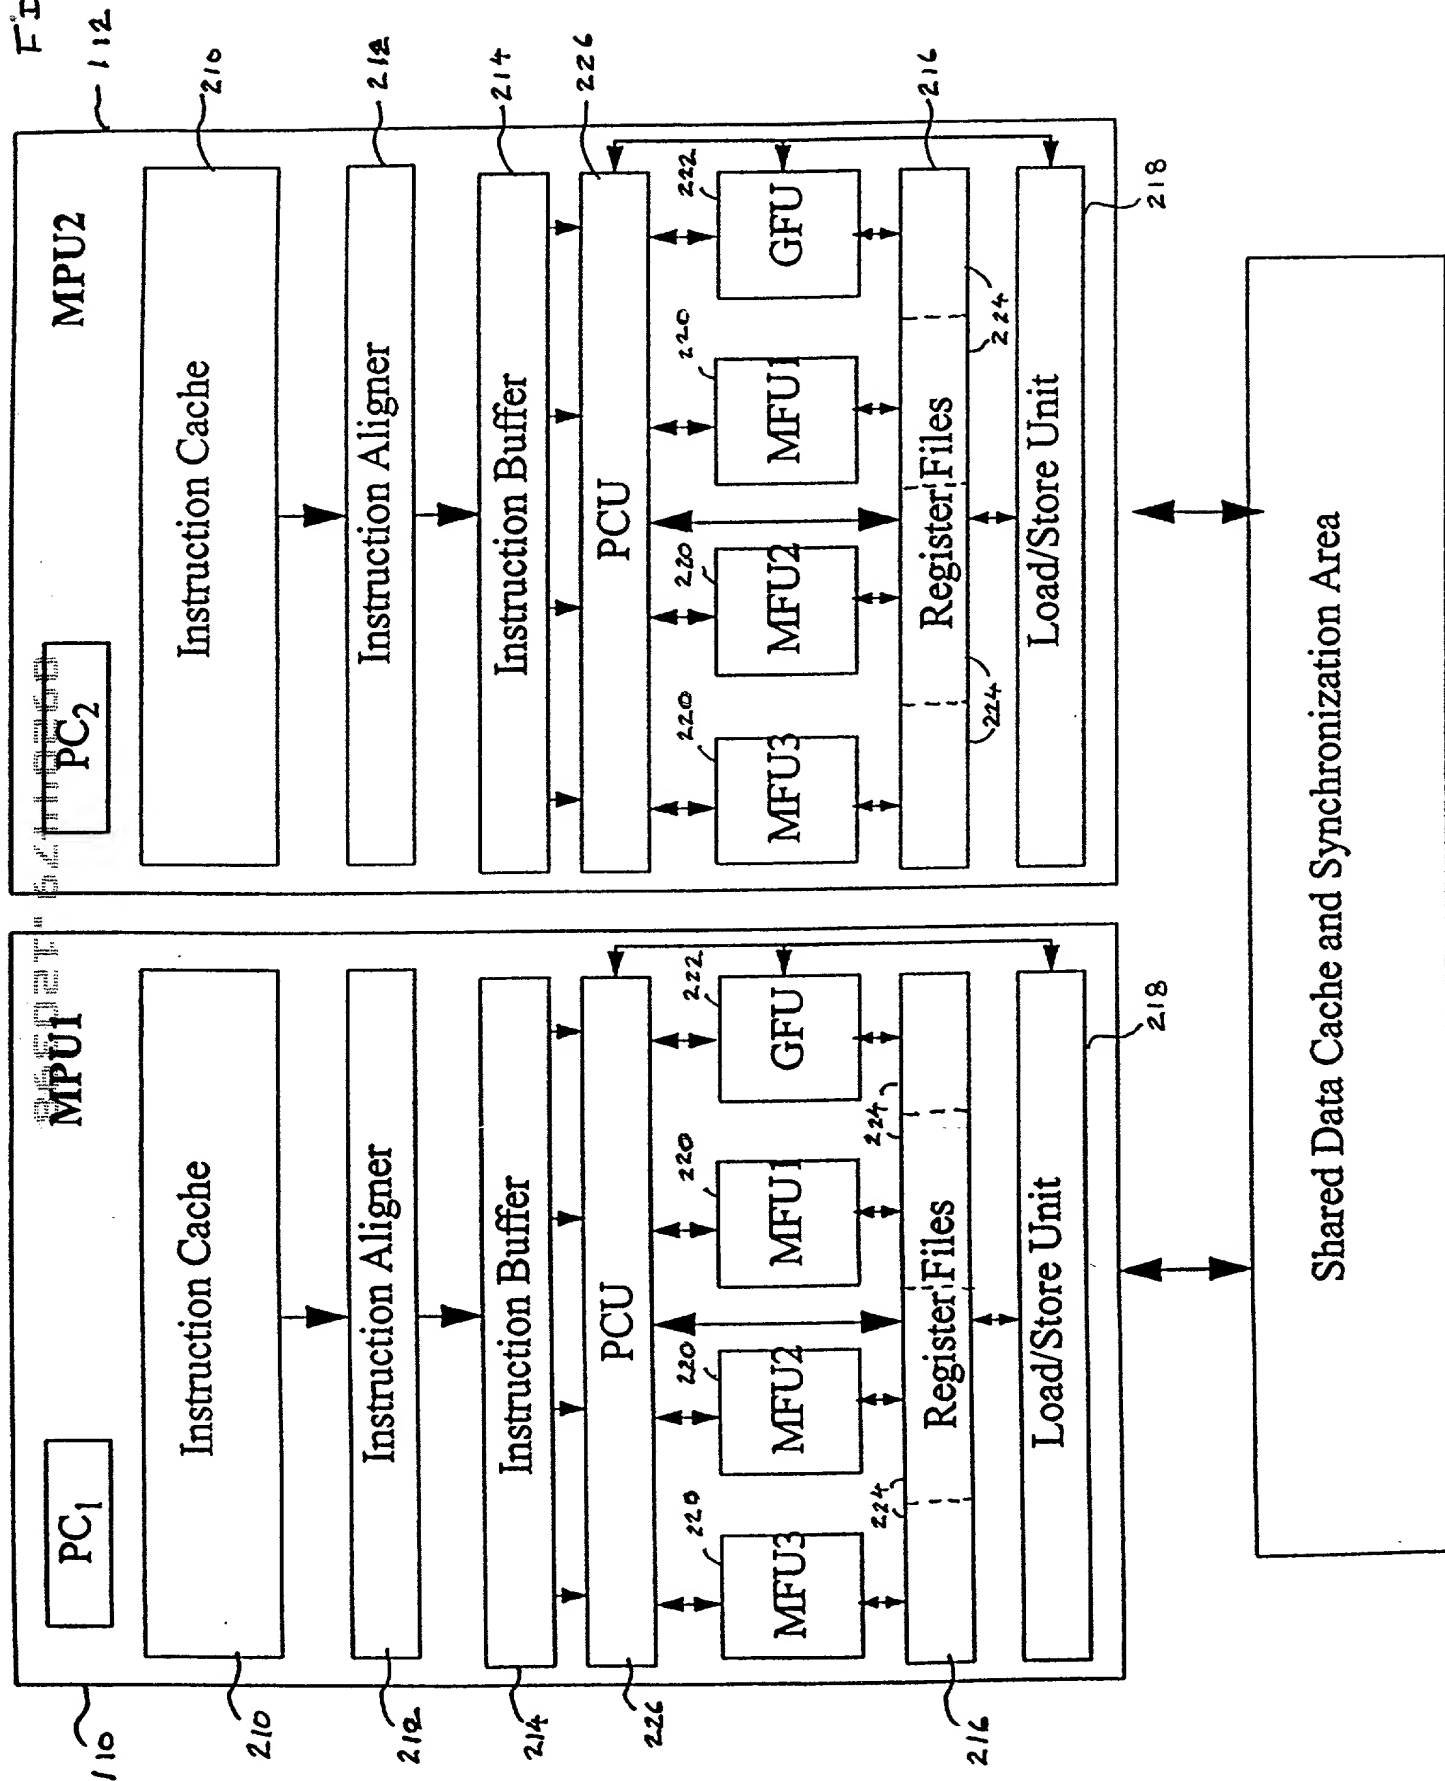 FI
110
112
MPU1
PC1
210
Instruction Cache
212
Instruction Aligner
214
Instruction Buffer
226
PCU
220
MFU3
220
MFU2
220
MFU1
222
GFU
224
224
216
Register Files
Load/Store Unit
218
MPU2
PC2
210
Instruction Cache
212
Instruction Aligner
214
Instruction Buffer
226
PCU
220
MFU3
220
MFU2
220
MFU1
222
GFU
216
Register Files
224
224
Load/Store Unit
218
Shared Data Cache and Synchronization Area